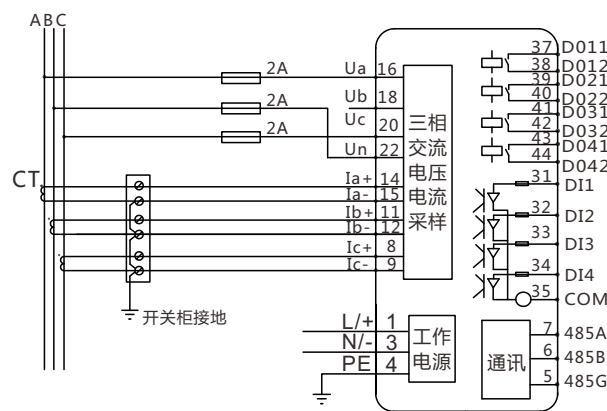 ABC
2A
2A
2A
CT
开关柜接地
Ua 16
Ub 18
Uc 20
Un 22
Ia+ 14
Ia- 15
Ib+ 11
Ib- 12
Ic+ 8
Ic- 9
三相
交流
电压
电流
采样
L/+ 1
N/- 3
PE 4
工作
电源
37 D011
38 D012
39 D021
40 D022
41 D031
42 D032
43 D041
44 D042
31 DI1
32 DI2
33 DI3
34 DI4
35 COM
通讯
7 485A
6 485B
5 485G